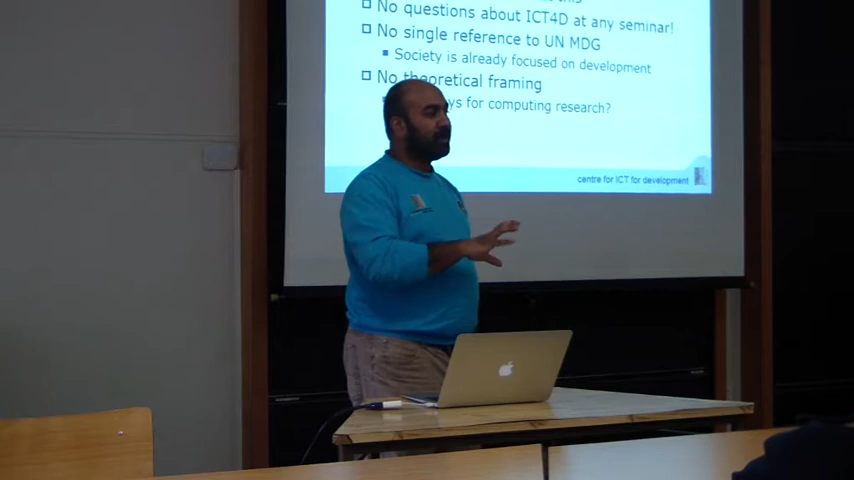 No questions about ICT4D at any seminar!
No single reference to UN MDG
Society is already focused on development
No theoretical framing
for computing research?
centre for ICT for development